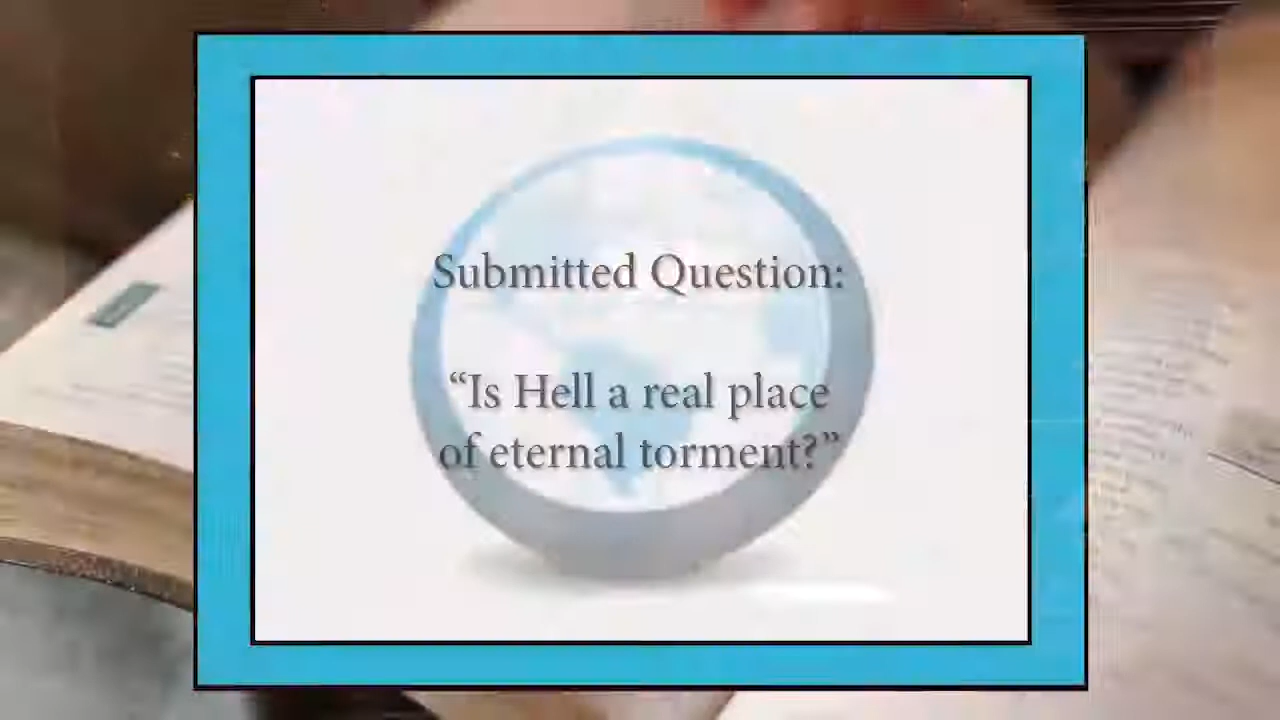 Submitted Question:
“Is Hell a real place
of eternal torment?”